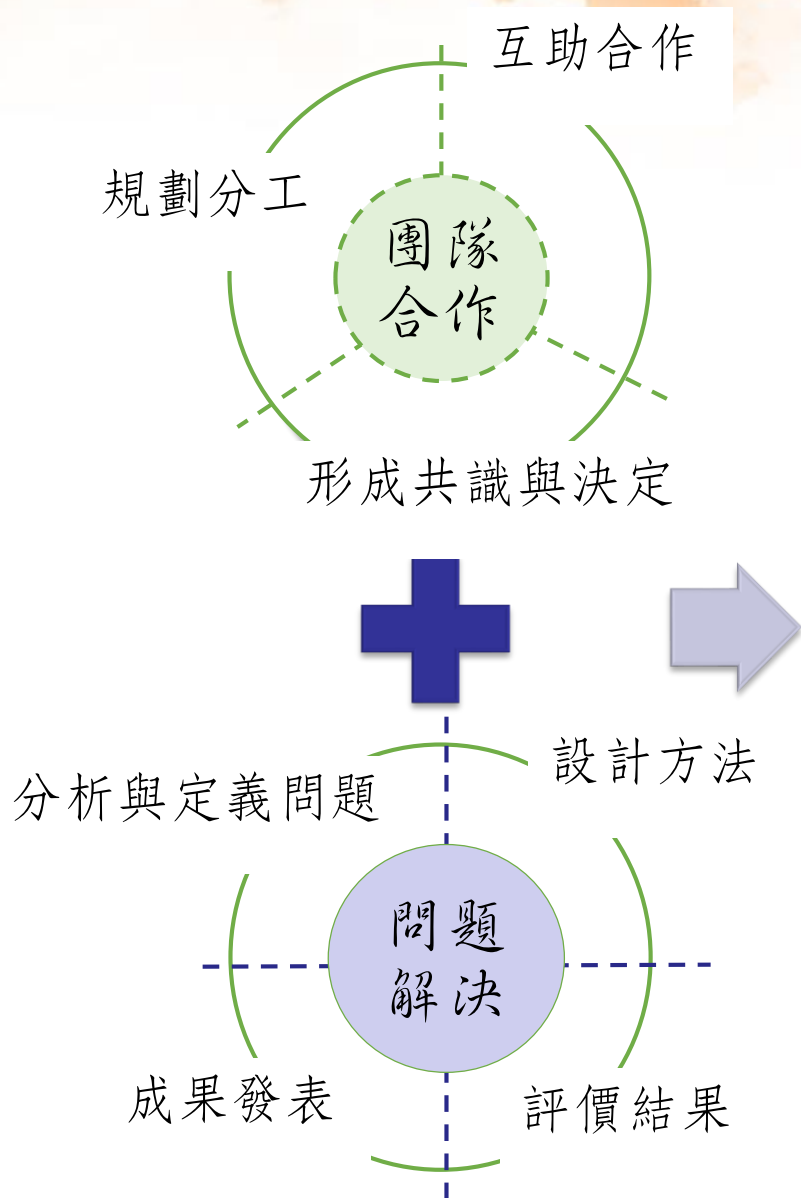 互助合作
規劃分工
團隊
合作
形成共識與決定
設計方法
分析與定義問題
問題
解決
成果發表
評價結果